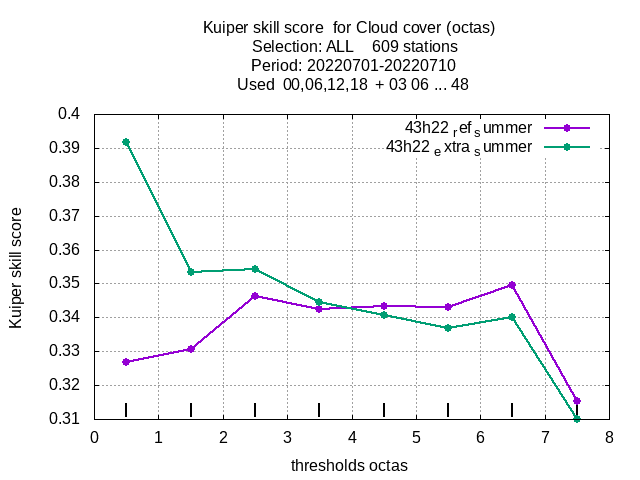 Kuiper skill score  for Cloud cover (octas)
Selection: ALL    609 stations
Period: 20220701-20220710
Used  00,06,12,18  + 03 06 ... 48
43h22 ref summer
43h22 extra summer
0.4
0.39
0.38
0.37
0.36
0.35
0.34
0.33
0.32
0.31
Kuiper skill score
0 1 2 3 4 5 6 7 8
thresholds octas